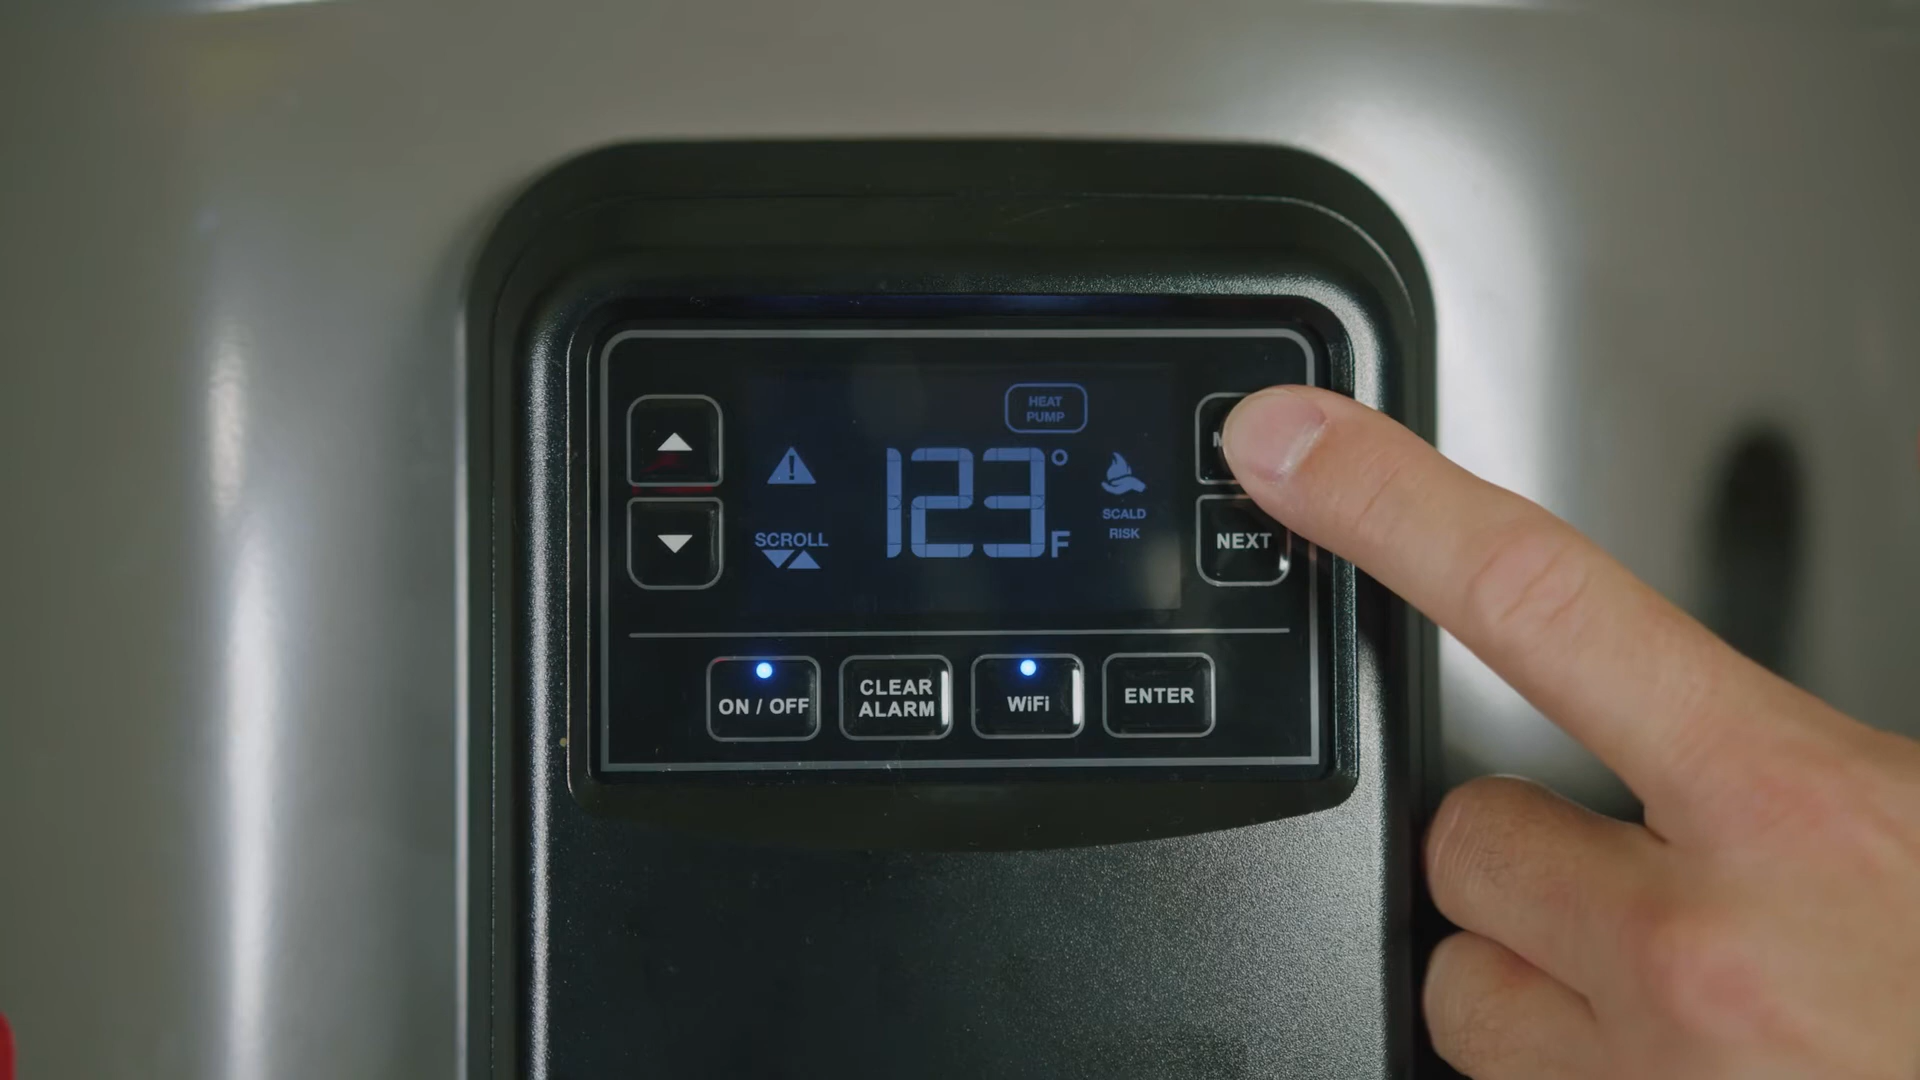 HEAT
PUMP
123°F
SCROLL
SCALD
RISK
NEXT
ON / OFF
CLEAR
ALARM
WiFi
ENTER